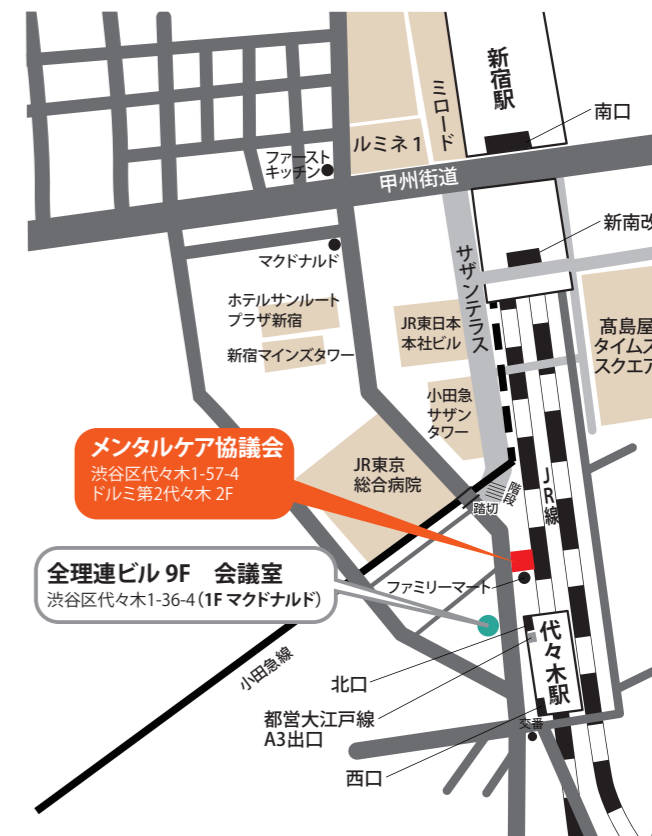 新宿駅
ミロード
南口
ルミネ1
ファースト
キッチン
甲州街道
新南改
マクドナルド
サザンテラス
ホテルサンルート
プラザ新宿
JR東日本
本社ビル
髙島屋
タイムズ
スクエア
新宿マインズタワー
小田急
サザン
タワー
メンタルケア協議会
渋谷区代々木1-57-4
ドルミ第2代々木 2F
JR東京
総合病院
階段
踏切
JR線
全理連ビル 9F 会議室
渋谷区代々木1-36-4(1F マクドナルド)
ファミリーマート
代々木駅
小田急線
北口
都営大江戸線
A3出口
交番
西口